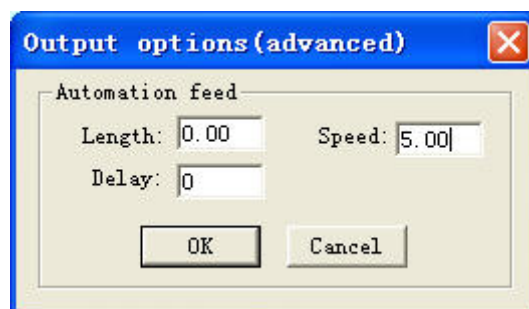 Output options(advanced)
Automation feed
Length: 0.00 Speed: 5.00
Delay: 0
OK Cancel